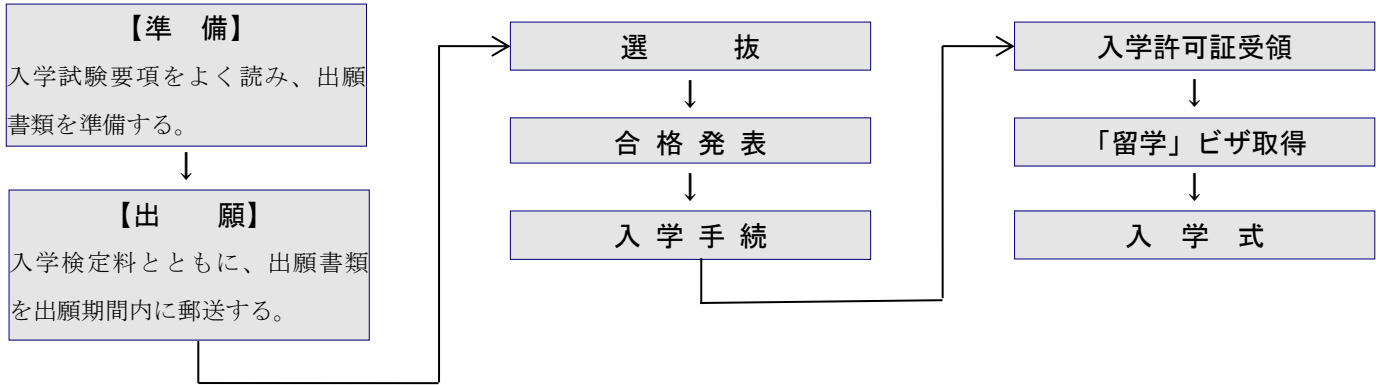 【準　備】
入学試験要項をよく読み、出願
書類を準備する。
↓
【出　　願】
入学検定料とともに、出願書類
を出願期間内に郵送する。
選　　抜
↓
合 格 発 表
↓
入 学 手 続
入学許可証受領
↓
「留学」ビザ取得
↓
入　学　式